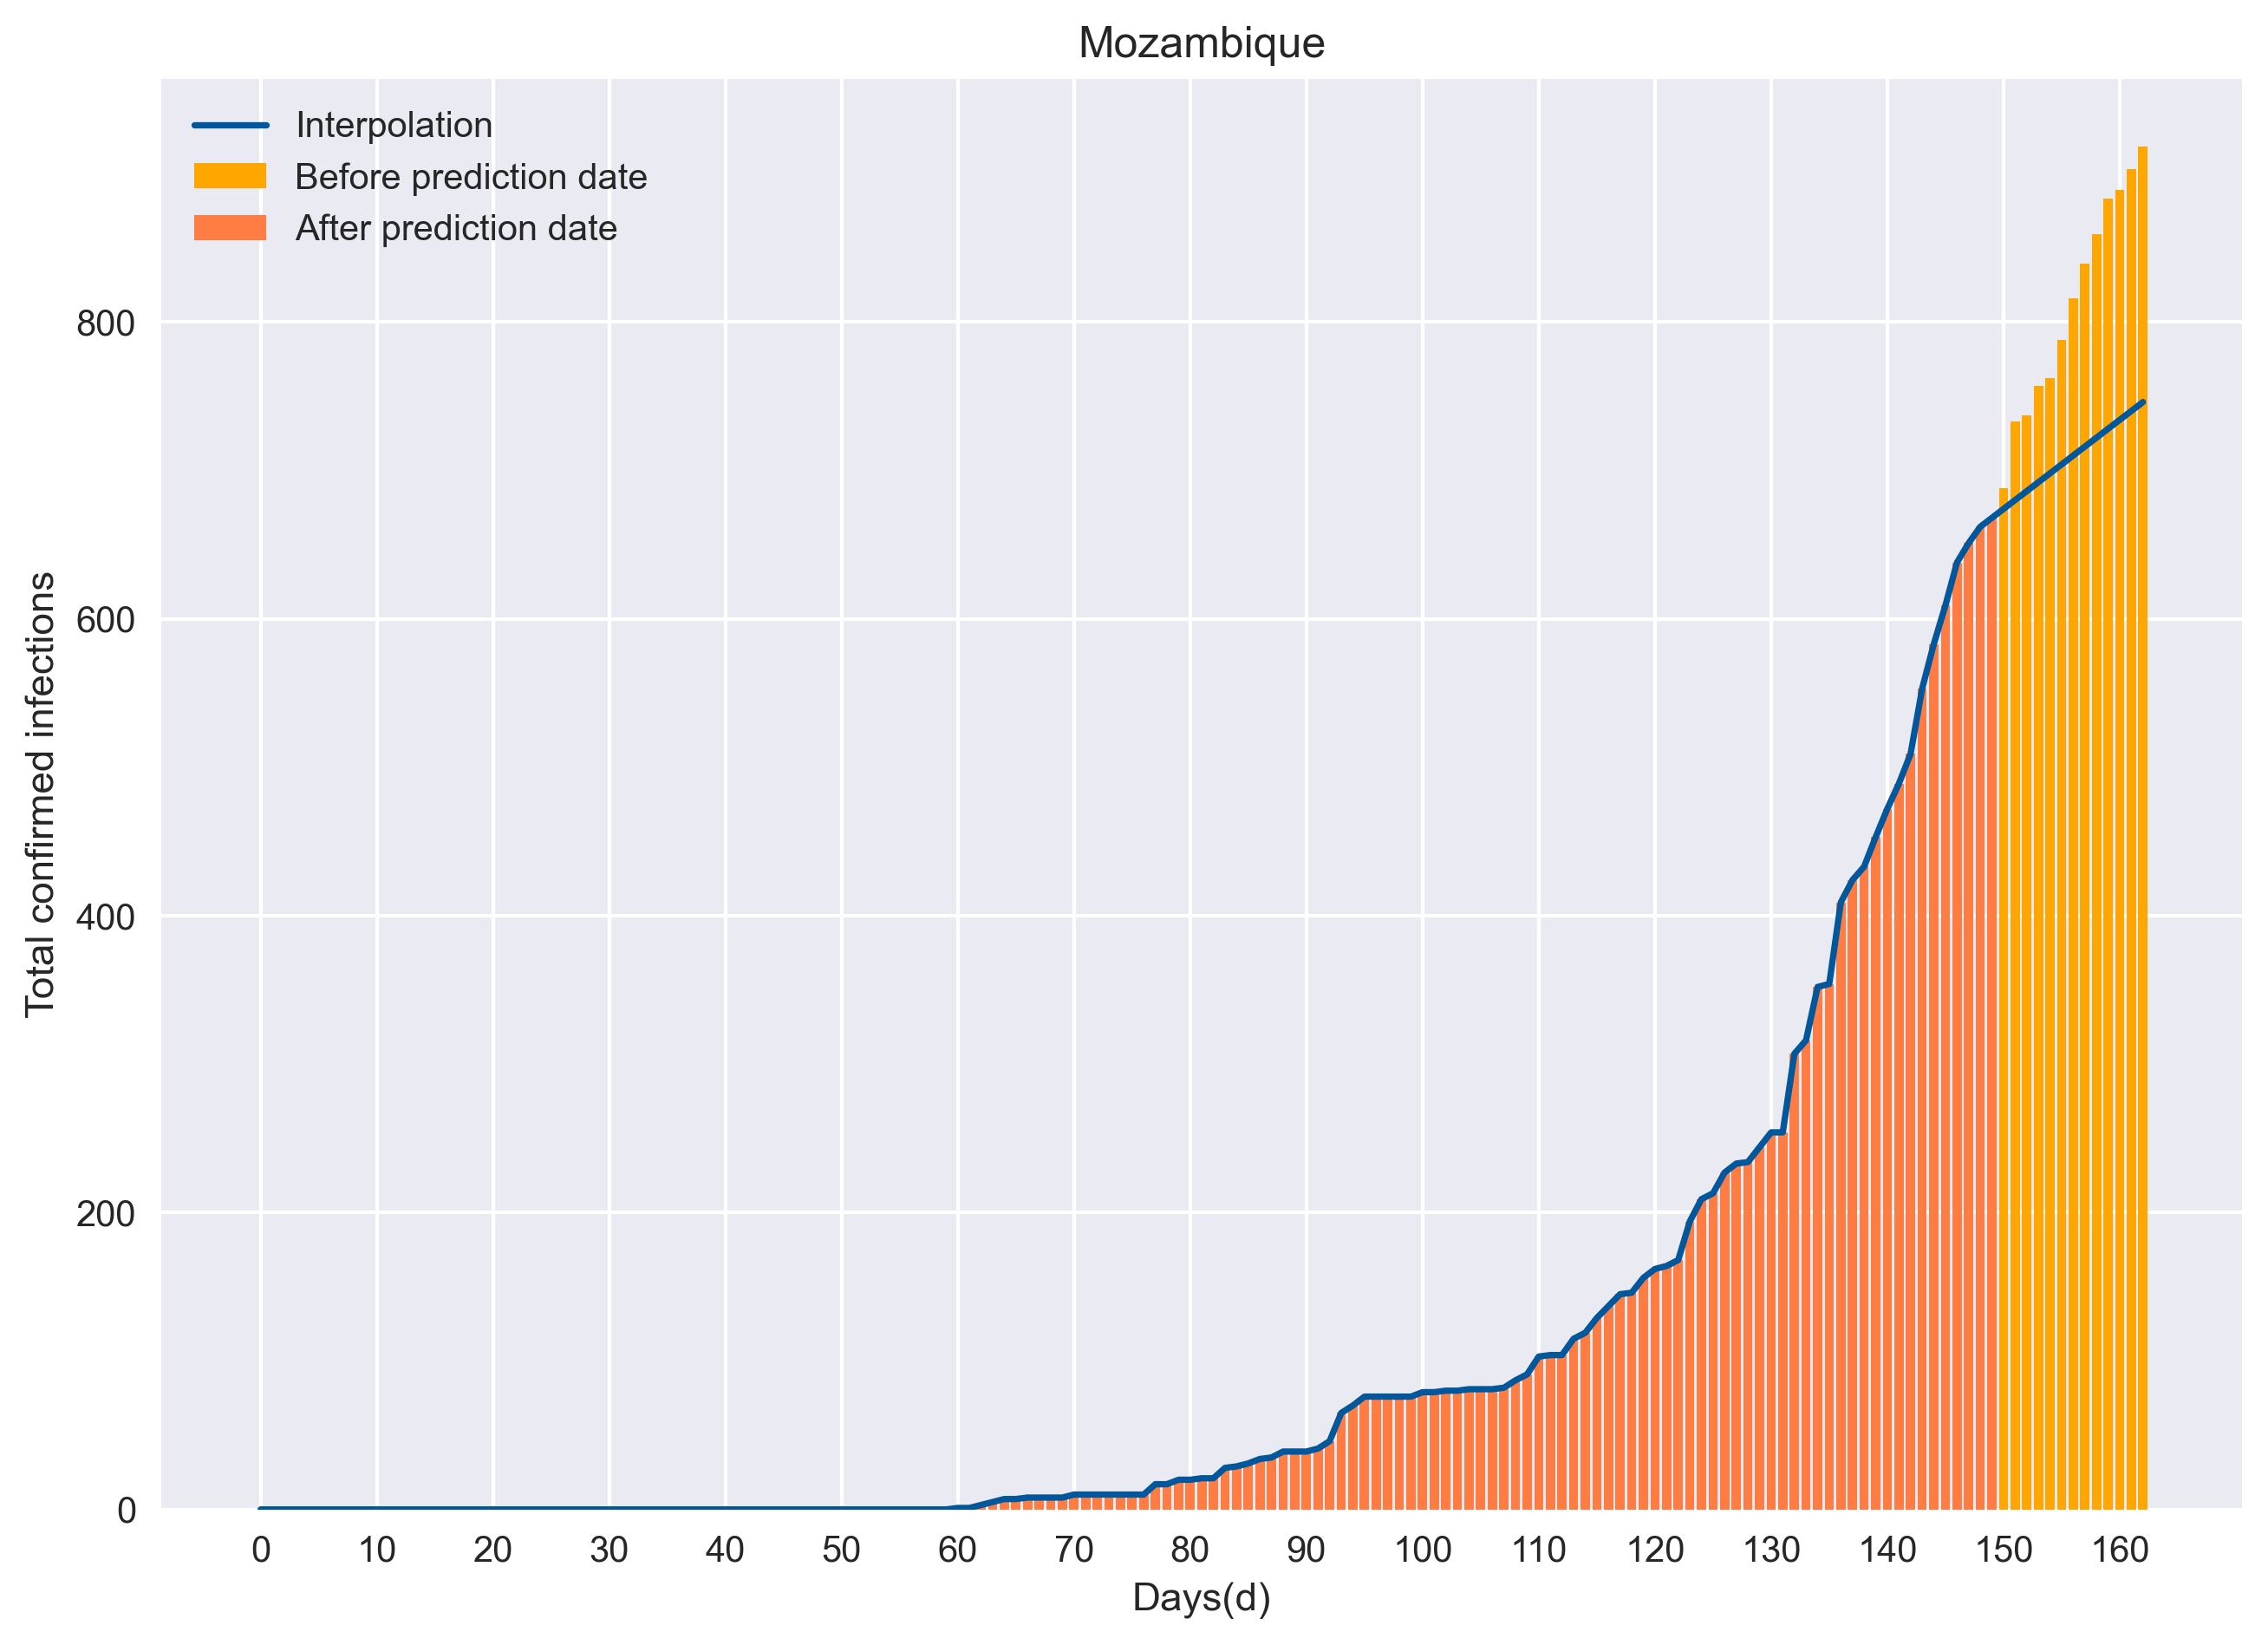 Mozambique
Interpolation
Before prediction date
After prediction date
Total confirmed infections
800
600
400
200
0
0 10 20 30 40 50 60 70 80 90 100 110 120 130 140 150 160
Days(d)